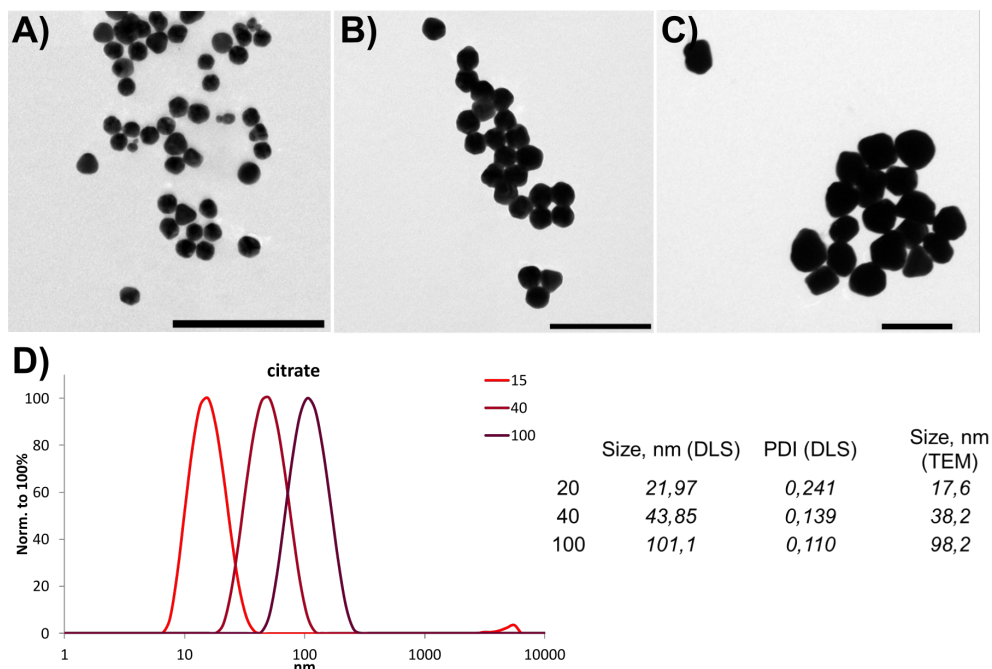 A)
B)
C)
D)
citrate
Norm. to 100%
100
80
60
40
20
0
1
10
100
1000
10000
nm
15
40
100
Size, nm (DLS) PDI (DLS) Size, nm (TEM)
20 21,97 0,241 17,6
40 43,85 0,139 38,2
100 101,1 0,110 98,2